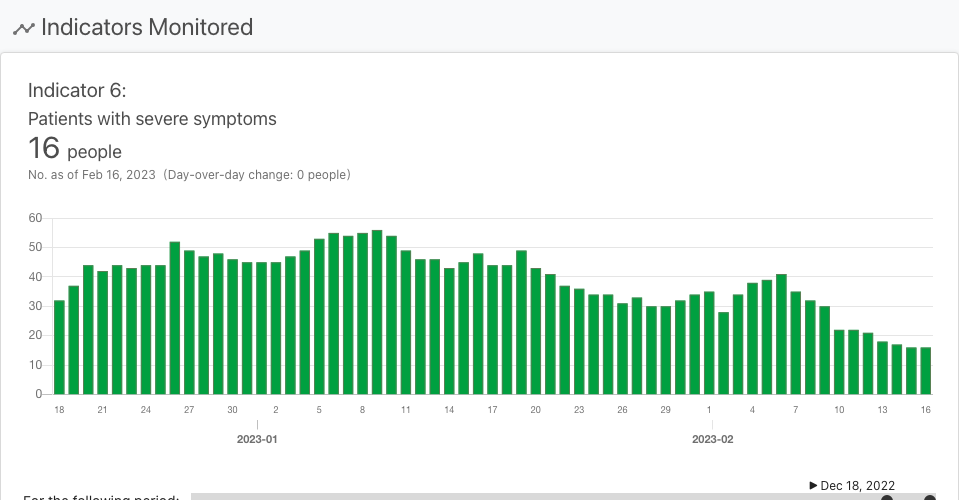 Indicators Monitored
Indicator 6:
Patients with severe symptoms
16 people
No. as of Feb 16, 2023 (Day-over-day change: 0 people)
60
50
40
30
20
10
0
18 21 24 27 30 2 5 8 11 14 17 20 23 26 29 1 4 7 10 13 16
2023-01 2023-02
▶ Dec 18, 2022
For the following period: